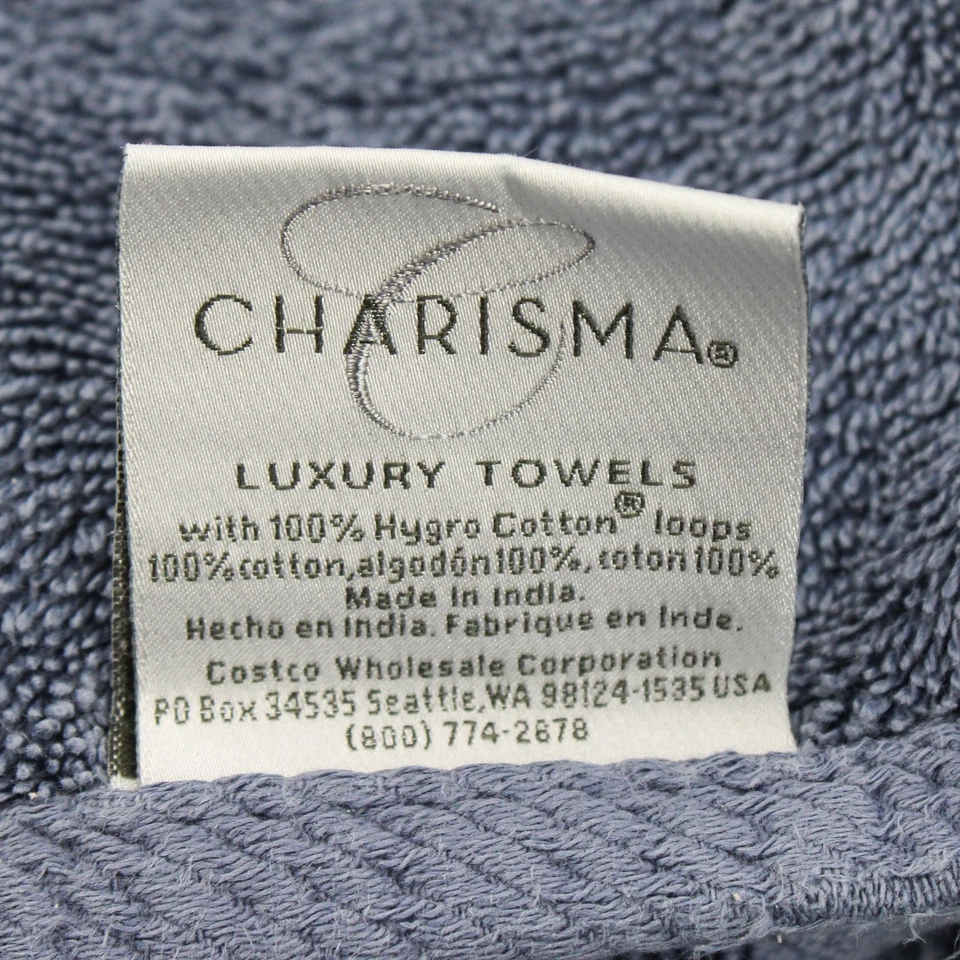 CHARISMA®
LUXURY TOWELS
with 100% Hygro Cotton® loops
100%cotton,algodón100%,coton100%
Made in India.
Hecho en India. Fabrique en Inde.
Costco Wholesale Corporation
PO Box 34535 Seattle,WA 98124-1535 USA
(800) 774-2678